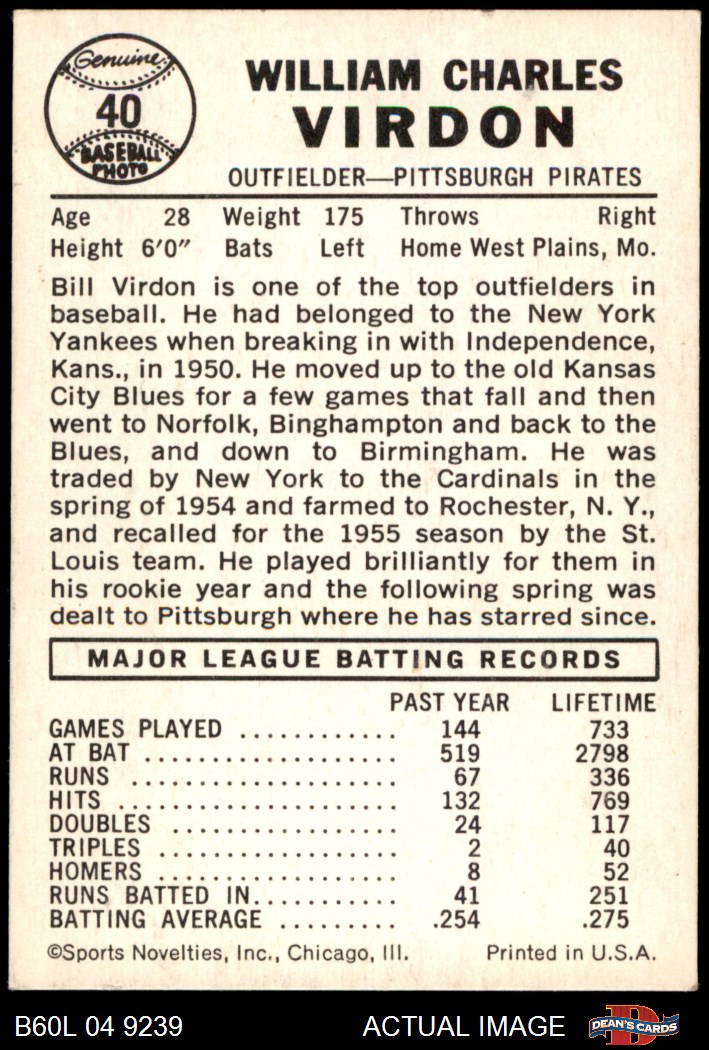 Genuine
40
BASEBALL
PHOTO
WILLIAM CHARLES
VIRDON
OUTFIELDER—PITTSBURGH PIRATES
Age 28 Weight 175 Throws Right
Height 6′0″ Bats Left Home West Plains, Mo.
Bill Virdon is one of the top outfielders in
baseball. He had belonged to the New York
Yankees when breaking in with Independence,
Kans., in 1950. He moved up to the old Kansas
City Blues for a few games that fall and then
went to Norfolk, Binghampton and back to the
Blues, and down to Birmingham. He was
traded by New York to the Cardinals in the
spring of 1954 and farmed to Rochester, N. Y.,
and recalled for the 1955 season by the St.
Louis team. He played brilliantly for them in
his rookie year and the following spring was
dealt to Pittsburgh where he has starred since.
MAJOR LEAGUE BATTING RECORDS
PAST YEAR LIFETIME
GAMES PLAYED ............ 144 733
AT BAT .................... 519 2798
RUNS ..................... 67 336
HITS ...................... 132 769
DOUBLES .................. 24 117
TRIPLES ................... 2 40
HOMERS ................... 8 52
RUNS BATTED IN............ 41 251
BATTING AVERAGE ......... .254 .275
©Sports Novelties, Inc., Chicago, Ill. Printed in U.S.A.
B60L 04 9239 ACTUAL IMAGE D DEAN'S CARDS